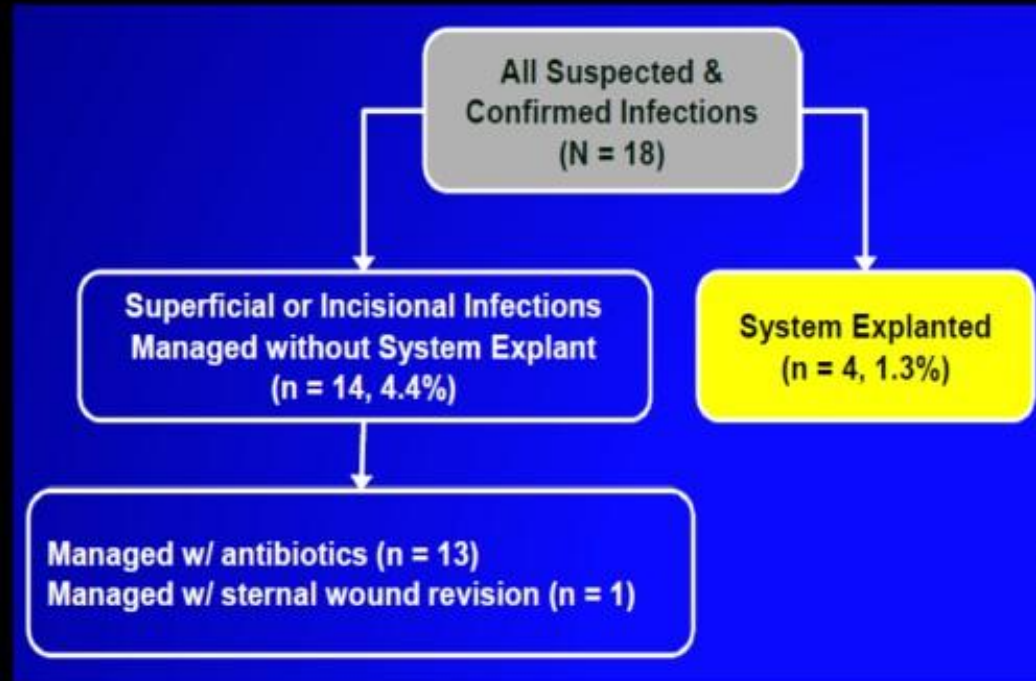 All Suspected &
Confirmed Infections
(N = 18)
Superficial or Incisional Infections
Managed without System Explant
(n = 14, 4.4%)
System Explanted
(n = 4, 1.3%)
Managed w/ antibiotics (n = 13)
Managed w/ sternal wound revision (n = 1)